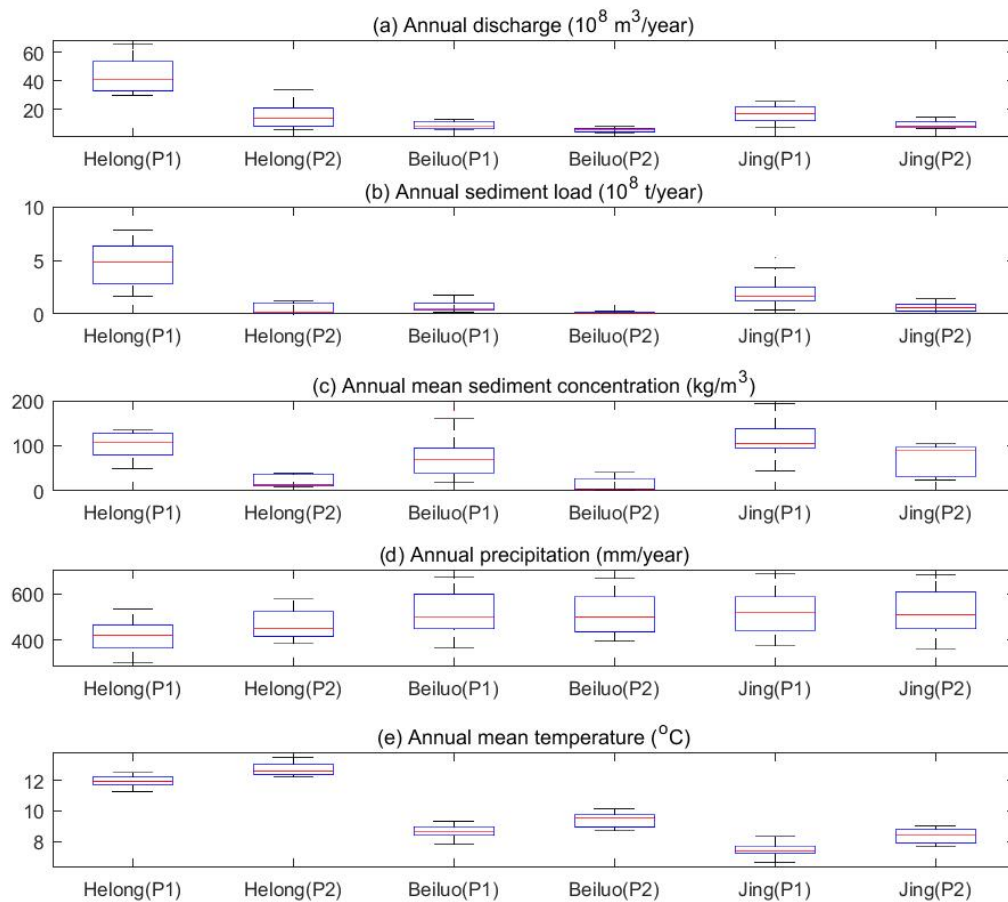 (a) Annual discharge (10^8 m^3/year)
60
40
20
Helong(P1) Helong(P2) Beiluo(P1) Beiluo(P2) Jing(P1) Jing(P2)
(b) Annual sediment load (10^8 t/year)
10
5
0
Helong(P1) Helong(P2) Beiluo(P1) Beiluo(P2) Jing(P1) Jing(P2)
(c) Annual mean sediment concentration (kg/m^3)
200
100
0
Helong(P1) Helong(P2) Beiluo(P1) Beiluo(P2) Jing(P1) Jing(P2)
(d) Annual precipitation (mm/year)
600
400
Helong(P1) Helong(P2) Beiluo(P1) Beiluo(P2) Jing(P1) Jing(P2)
(e) Annual mean temperature (°C)
12
10
8
Helong(P1) Helong(P2) Beiluo(P1) Beiluo(P2) Jing(P1) Jing(P2)